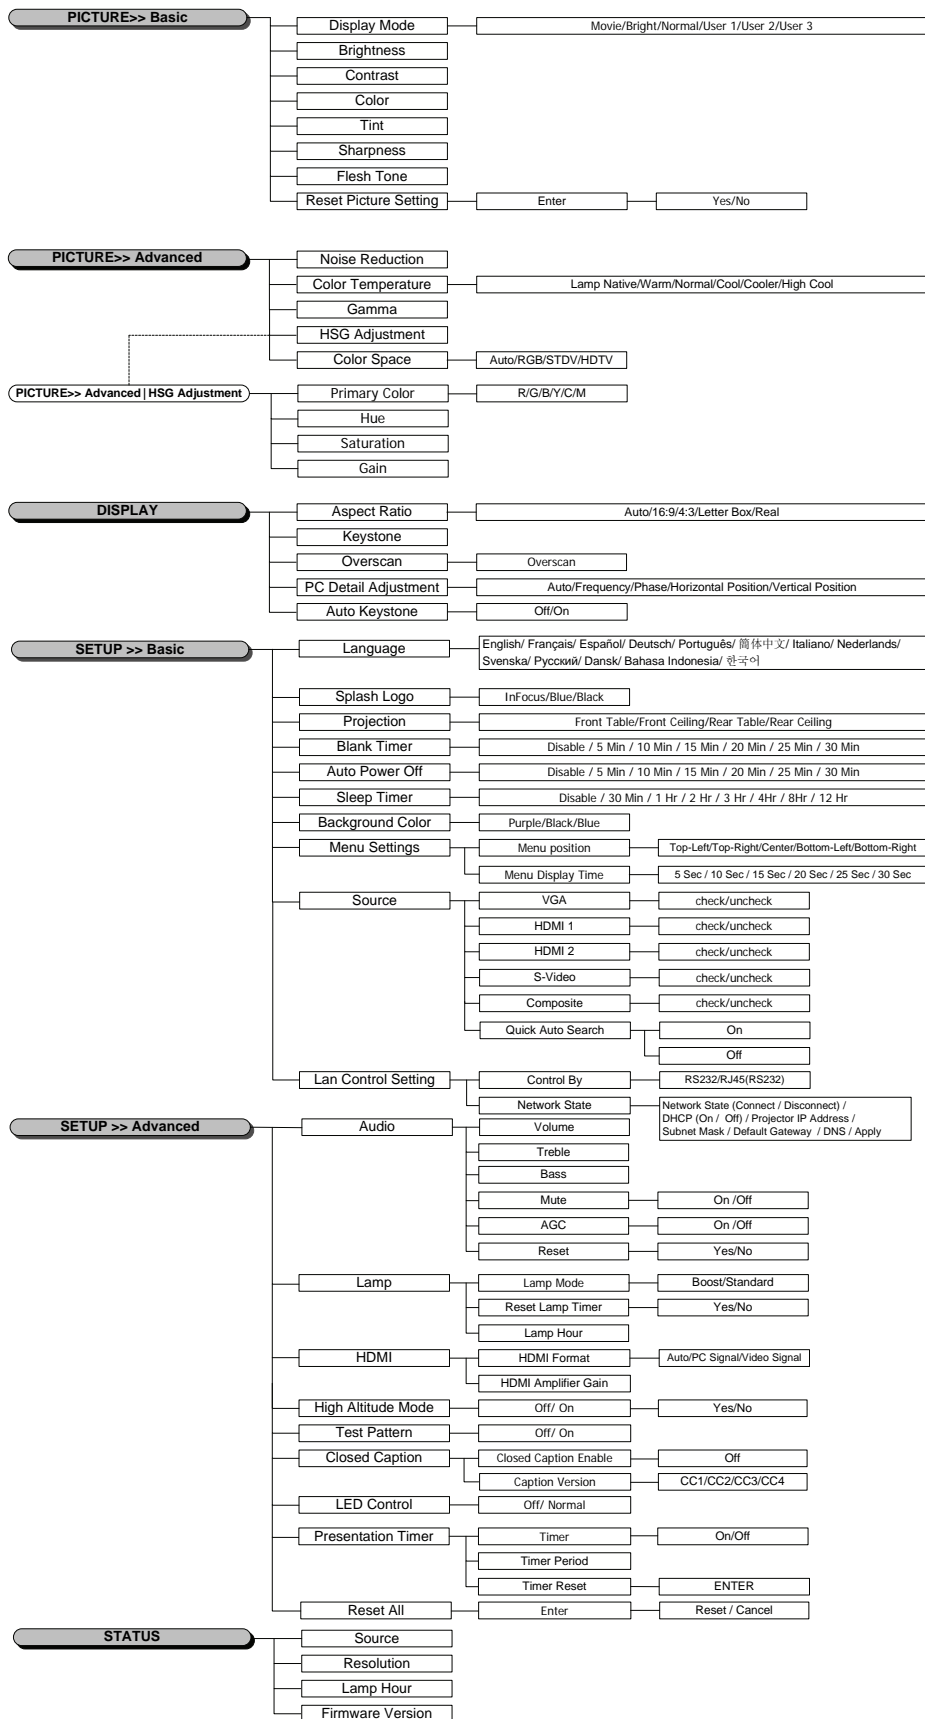 PICTURE>> Basic
Display Mode
Movie/Bright/Normal/User 1/User 2/User 3
Brightness
Contrast
Color
Tint
Sharpness
Flesh Tone
Reset Picture Setting
Enter
Yes/No
PICTURE>> Advanced
Noise Reduction
Color Temperature
Lamp Native/Warm/Normal/Cool/Cooler/High Cool
Gamma
HSG Adjustment
Color Space
Auto/RGB/STDV/HDTV
PICTURE>> Advanced | HSG Adjustment
Primary Color
R/G/B/Y/C/M
Hue
Saturation
Gain
DISPLAY
Aspect Ratio
Auto/16:9/4:3/Letter Box/Real
Keystone
Overscan
Overscan
PC Detail Adjustment
Auto/Frequency/Phase/Horizontal Position/Vertical Position
Auto Keystone
Off/On
SETUP >> Basic
Language
English/ Français/ Español/ Deutsch/ Português/ 简体中文/ Italiano/ Nederlands/
Svenska/ Русский/ Dansk/ Bahasa Indonesia/ 한국어
Splash Logo
InFocus/Blue/Black
Projection
Front Table/Front Ceiling/Rear Table/Rear Ceiling
Blank Timer
Disable / 5 Min / 10 Min / 15 Min / 20 Min / 25 Min / 30 Min
Auto Power Off
Disable / 5 Min / 10 Min / 15 Min / 20 Min / 25 Min / 30 Min
Sleep Timer
Disable / 30 Min / 1 Hr / 2 Hr / 3 Hr / 4Hr / 8Hr / 12 Hr
Background Color
Purple/Black/Blue
Menu Settings
Menu position
Top-Left/Top-Right/Center/Bottom-Left/Bottom-Right
Menu Display Time
5 Sec / 10 Sec / 15 Sec / 20 Sec / 25 Sec / 30 Sec
Source
VGA
check/uncheck
HDMI 1
check/uncheck
HDMI 2
check/uncheck
S-Video
check/uncheck
Composite
check/uncheck
Quick Auto Search
On
Off
Lan Control Setting
Control By
RS232/RJ45(RS232)
Network State
Network State (Connect / Disconnect) /
DHCP (On / Off) / Projector IP Address /
Subnet Mask / Default Gateway / DNS / Apply
SETUP >> Advanced
Audio
Volume
Treble
Bass
Mute
On /Off
AGC
On /Off
Reset
Yes/No
Lamp
Lamp Mode
Boost/Standard
Reset Lamp Timer
Yes/No
Lamp Hour
HDMI
HDMI Format
Auto/PC Signal/Video Signal
HDMI Amplifier Gain
High Altitude Mode
Off/ On
Yes/No
Test Pattern
Off/ On
Closed Caption
Closed Caption Enable
Off
Caption Version
CC1/CC2/CC3/CC4
LED Control
Off/ Normal
Presentation Timer
Timer
On/Off
Timer Period
Timer Reset
ENTER
Reset All
Enter
Reset / Cancel
STATUS
Source
Resolution
Lamp Hour
Firmware Version